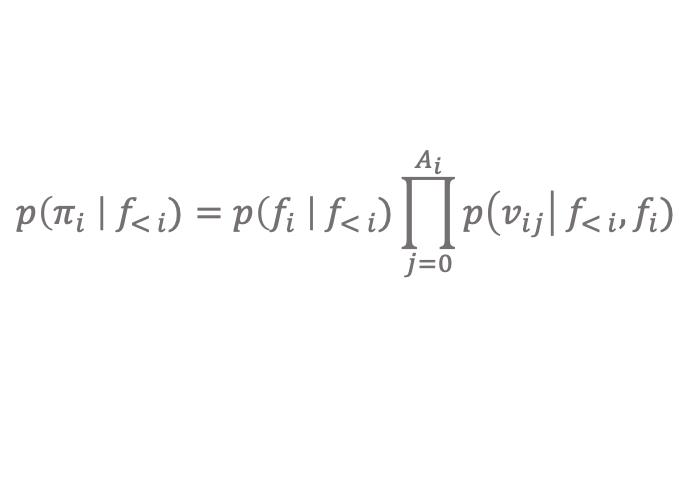 p(π_i | f_{< i}) = p(f_i | f_{< i}) ∏_{j=0}^{A_i} p(v_{ij} | f_{< i}, f_i)